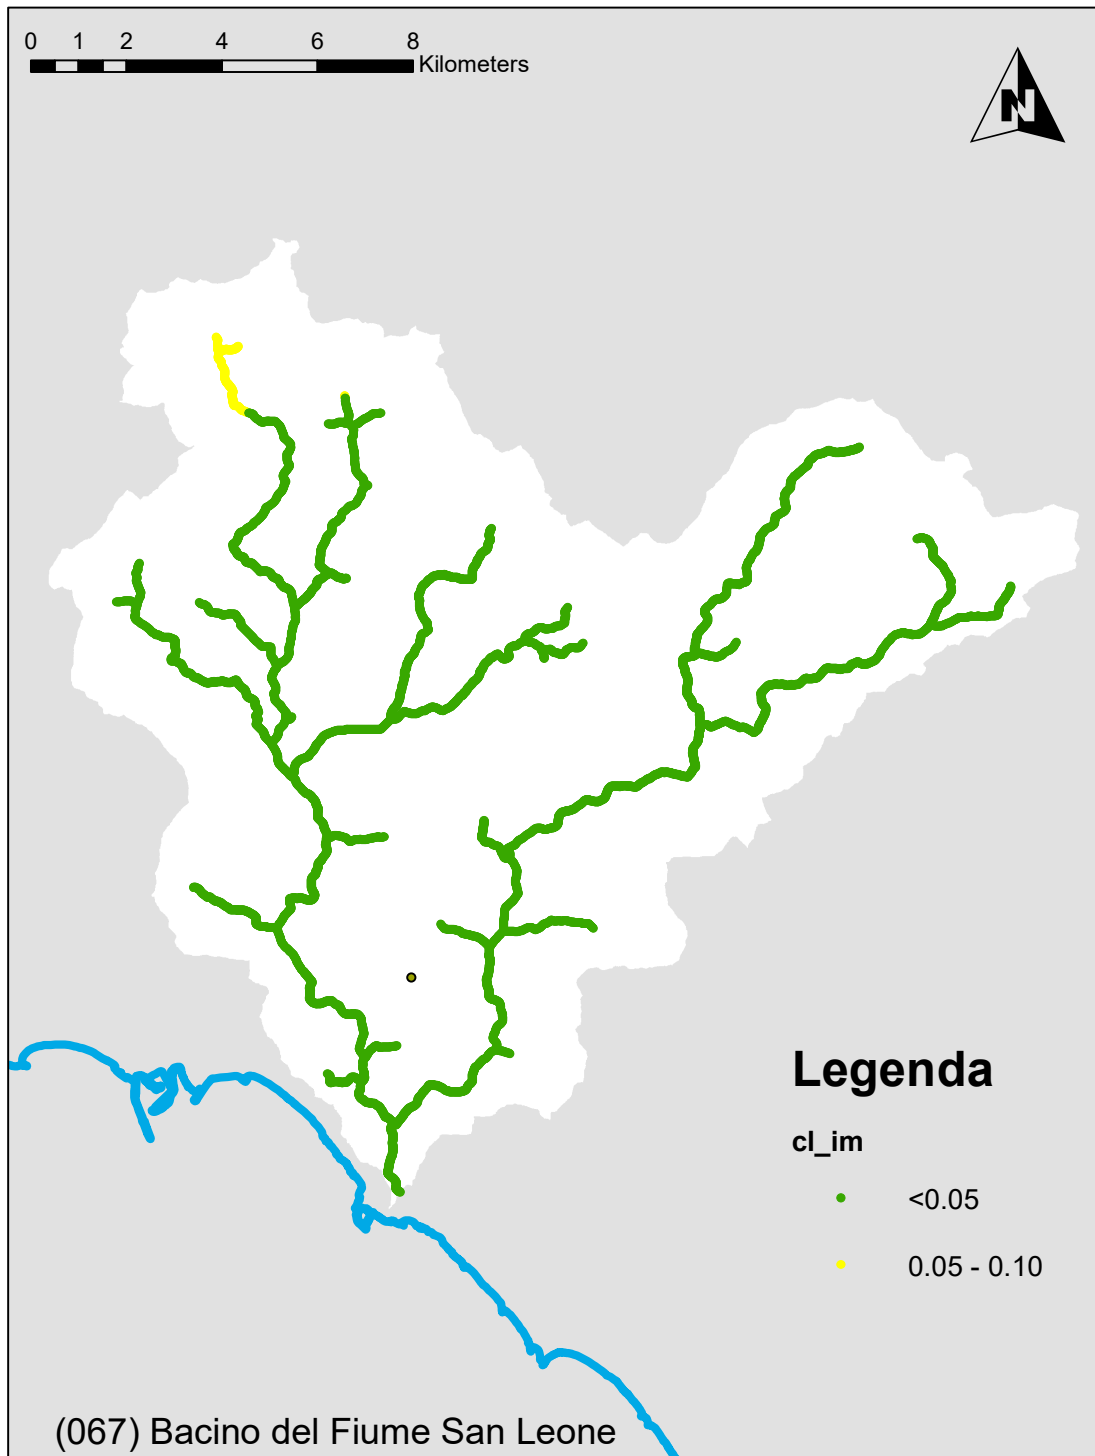 0 1 2 4 6 8
Kilometers
N
Legenda
cl_im
<0.05
0.05 - 0.10
(067) Bacino del Fiume San Leone